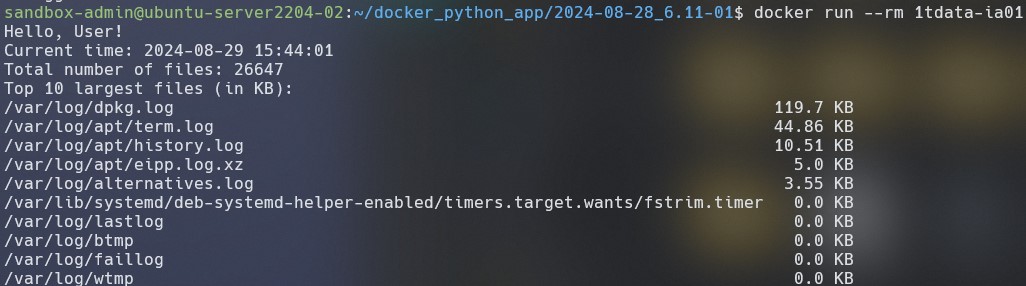 sandbox-admin@ubuntu-server2204-02:~/docker_python_app/2024-08-28_6.11-01$ docker run --rm 1tdata-ia01
Hello, User!
Current time: 2024-08-29 15:44:01
Total number of files: 26647
Top 10 largest files (in KB):
/var/log/dpkg.log 119.7 KB
/var/log/apt/term.log 44.86 KB
/var/log/apt/history.log 10.51 KB
/var/log/apt/eipp.log.xz 5.0 KB
/var/log/alternatives.log 3.55 KB
/var/lib/systemd/deb-systemd-helper-enabled/timers.target.wants/fstrim.timer 0.0 KB
/var/log/lastlog 0.0 KB
/var/log/btmp 0.0 KB
/var/log/faillog 0.0 KB
/var/log/wtmp 0.0 KB